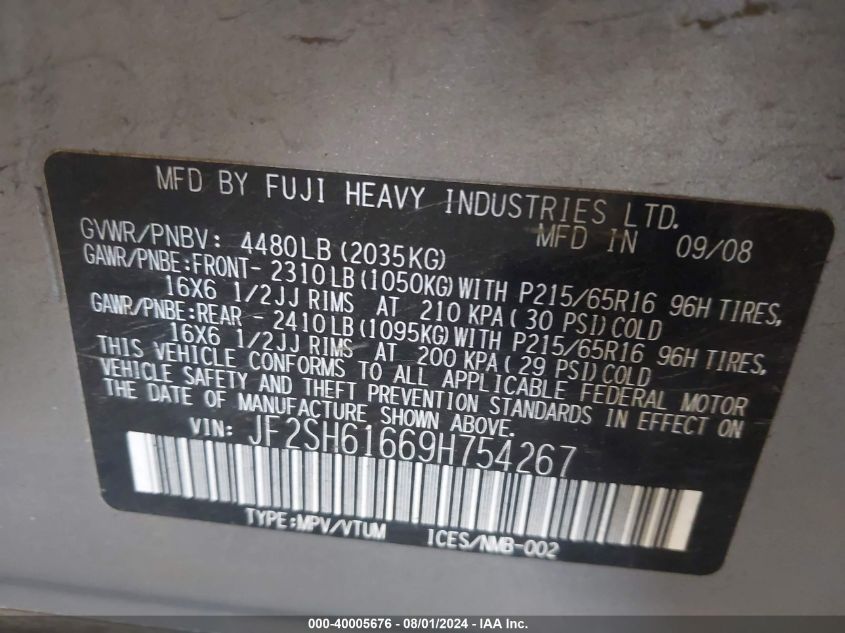 MFD BY FUJI HEAVY INDUSTRIES LTD.
MFD IN 09/08
GVWR/PNBV: 4480LB(2035KG)
GAWR/PNBE:FRONT- 2310LB(1050KG)WITH P215/65R16 96H TIRES,
16X6 1/2JJ RIMS AT 210 KPA(30 PSI)COLD
GAWR/PNBE:REAR - 2410LB(1095KG)WITH P215/65R16 96H TIRES,
16X6 1/2JJ RIMS AT 200 KPA(29 PSI)COLD
THIS VEHICLE CONFORMS TO ALL APPLICABLE FEDERAL MOTOR
VEHICLE SAFETY AND THEFT PREVENTION STANDARDS IN EFFECT ON
THE DATE OF MANUFACTURE SHOWN ABOVE.
VIN: JF2SH61669H754267
TYPE:MPV/VTUM ICES/NMB-002
000-40005676 - 08/01/2024 - IAA Inc.